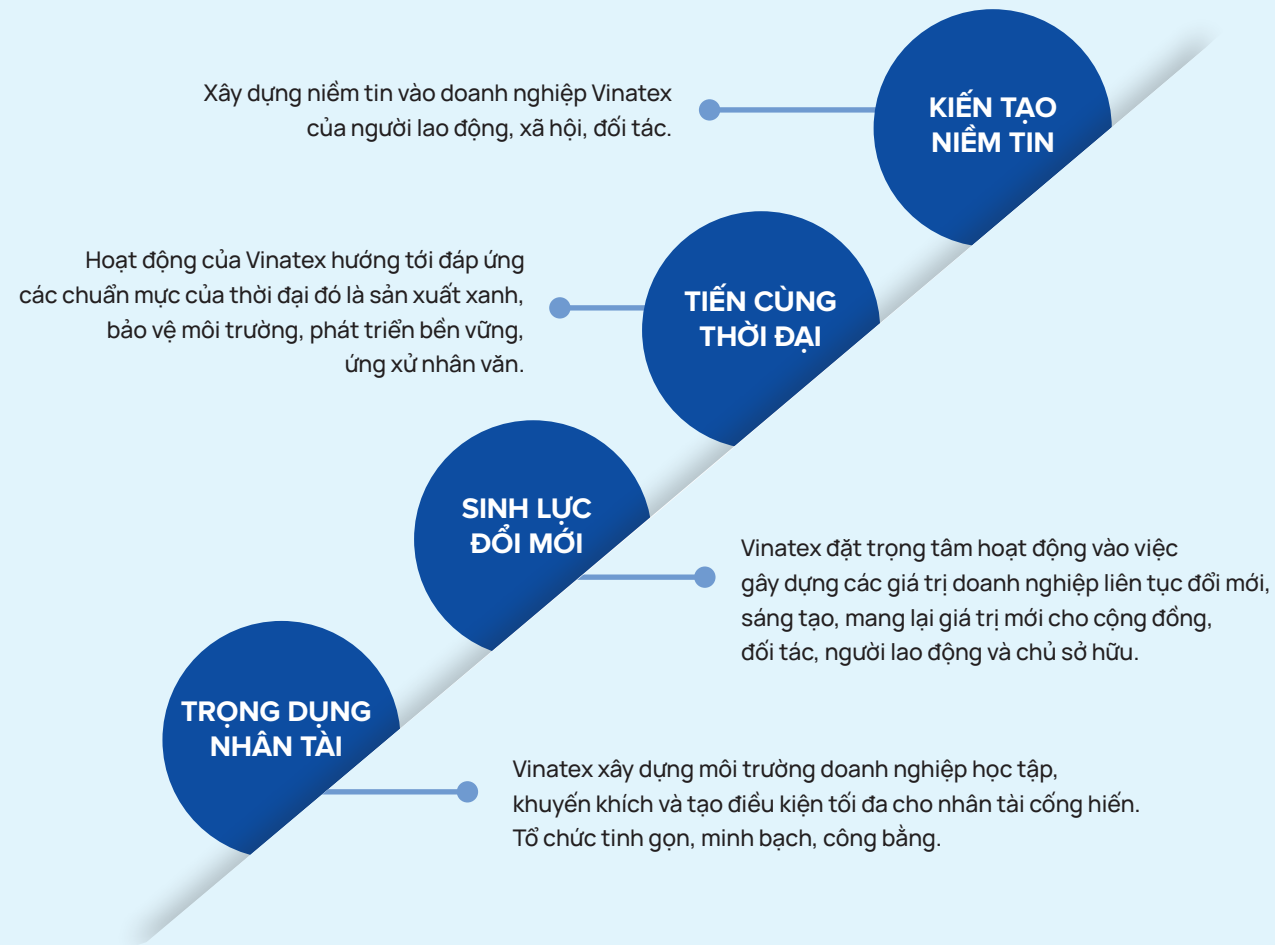 Xây dựng niềm tin vào doanh nghiệp Vinatex
của người lao động, xã hội, đối tác.
KIẾN TẠO
NIỀM TIN
Hoạt động của Vinatex hướng tới đáp ứng
các chuẩn mực của thời đại đó là sản xuất xanh,
bảo vệ môi trường, phát triển bền vững,
ứng xử nhân văn.
TIẾN CÙNG
THỜI ĐẠI
SINH LỰC
ĐỔI MỚI
Vinatex đặt trọng tâm hoạt động vào việc
gây dựng các giá trị doanh nghiệp liên tục đổi mới,
sáng tạo, mang lại giá trị mới cho cộng đồng,
đối tác, người lao động và chủ sở hữu.
TRỌNG DỤNG
NHÂN TÀI
Vinatex xây dựng môi trường doanh nghiệp học tập,
khuyến khích và tạo điều kiện tối đa cho nhân tài cống hiến.
Tổ chức tinh gọn, minh bạch, công bằng.